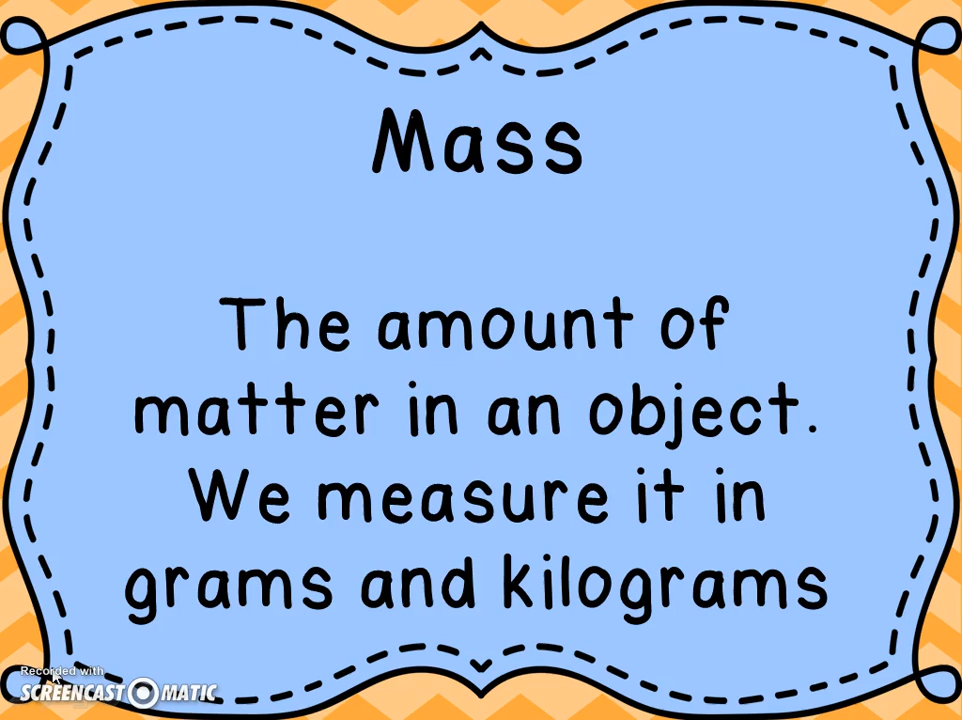 Mass
The amount of
matter in an object.
We measure it in
grams and kilograms
Recorded with
SCREENCAST MATIC